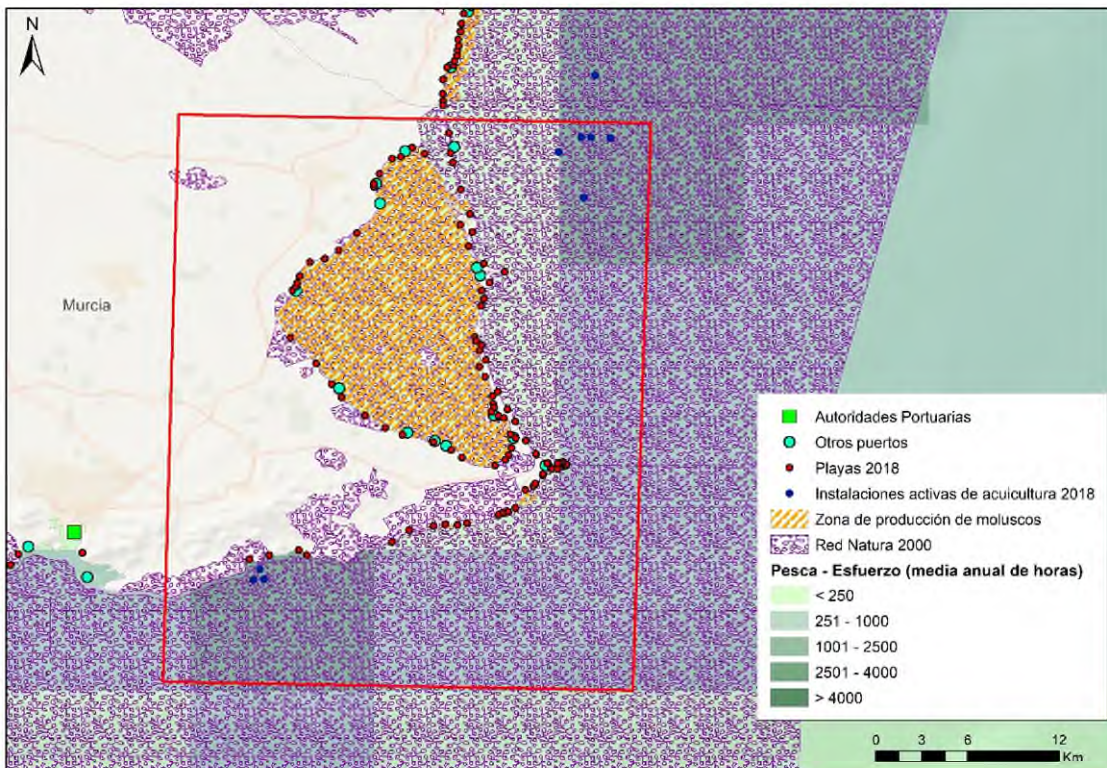 N
Murcia
Autoridades Portuarias
Otros puertos
Playas 2018
Instalaciones activas de acuicultura 2018
Zona de producción de moluscos
Red Natura 2000
Pesca - Esfuerzo (media anual de horas)
< 250
251 - 1000
1001 - 2500
2501 - 4000
> 4000
0 3 6 12
Km